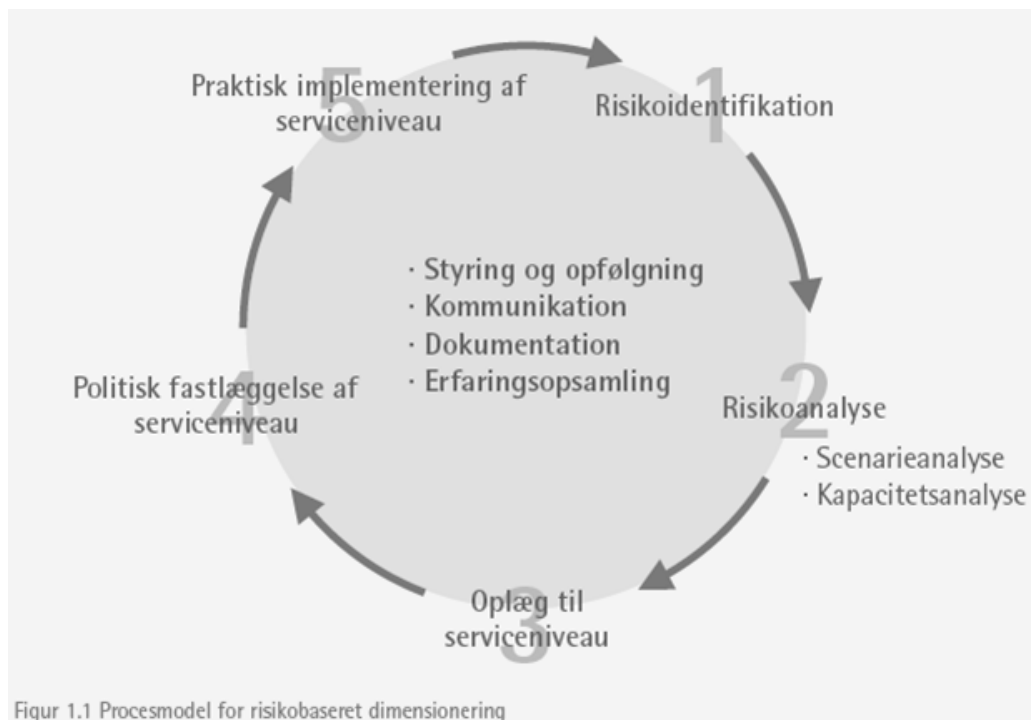 1
Risikoidentifikation
2
Risikoanalyse
· Scenarieanalyse
· Kapacitetsanalyse
3
Oplæg til
serviceniveau
4
Politisk fastlæggelse af
serviceniveau
5
Praktisk implementering af
serviceniveau
· Styring og opfølgning
· Kommunikation
· Dokumentation
· Erfaringsopsamling
Figur 1.1 Procesmodel for risikobaseret dimensionering